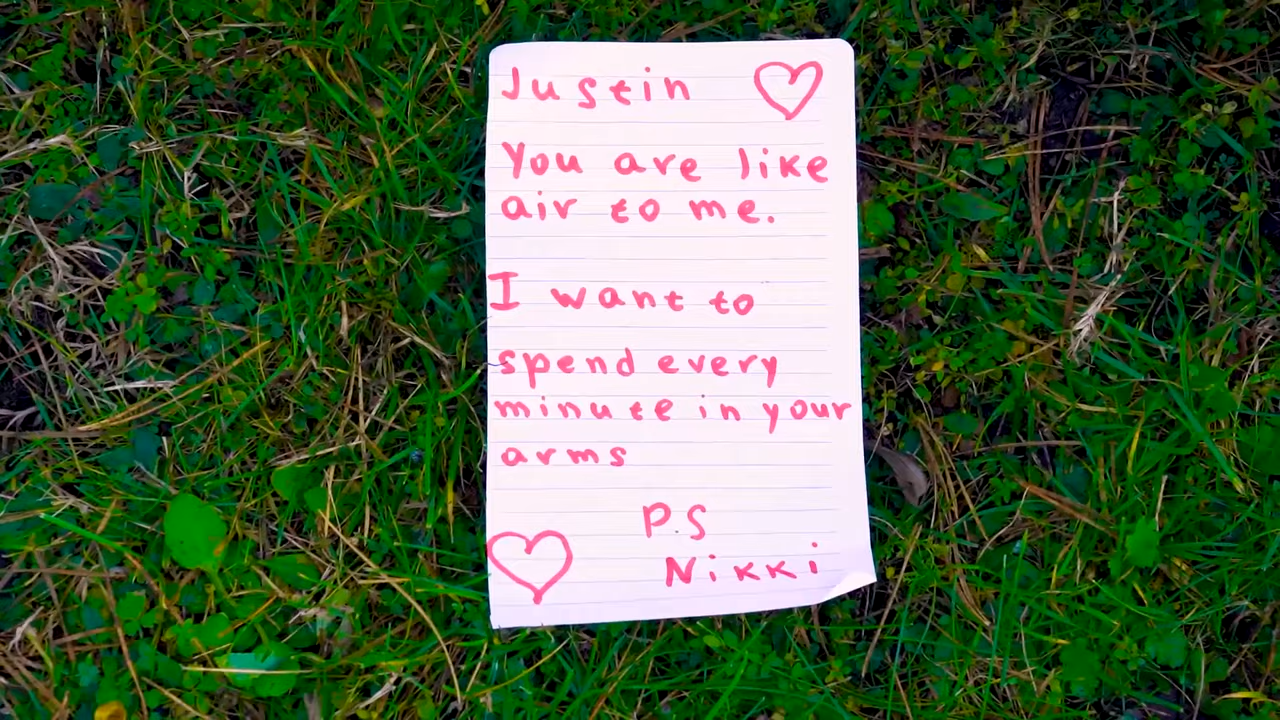 Justin
You are like
air to me.
I want to
spend every
minute in your
arms
P.S
Nikki